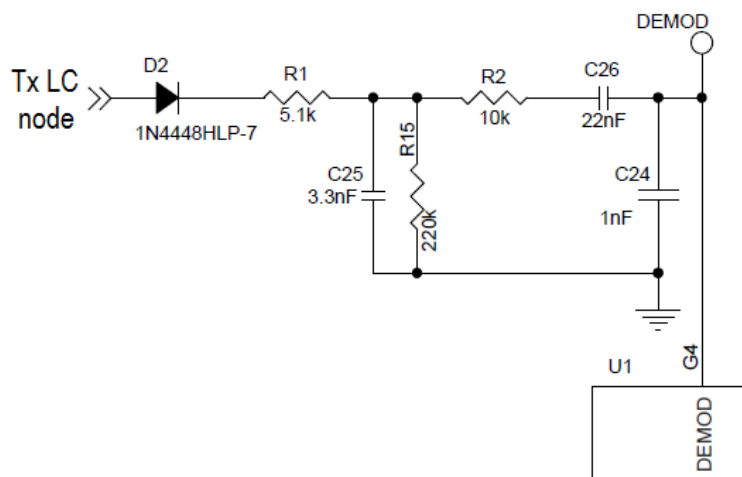 DEMOD
Tx LC
node
D2
1N4448HLP-7
R1
5.1k
R2
10k
C26
22nF
C25
3.3nF
R15
220k
C24
1nF
U1
G4
DEMOD